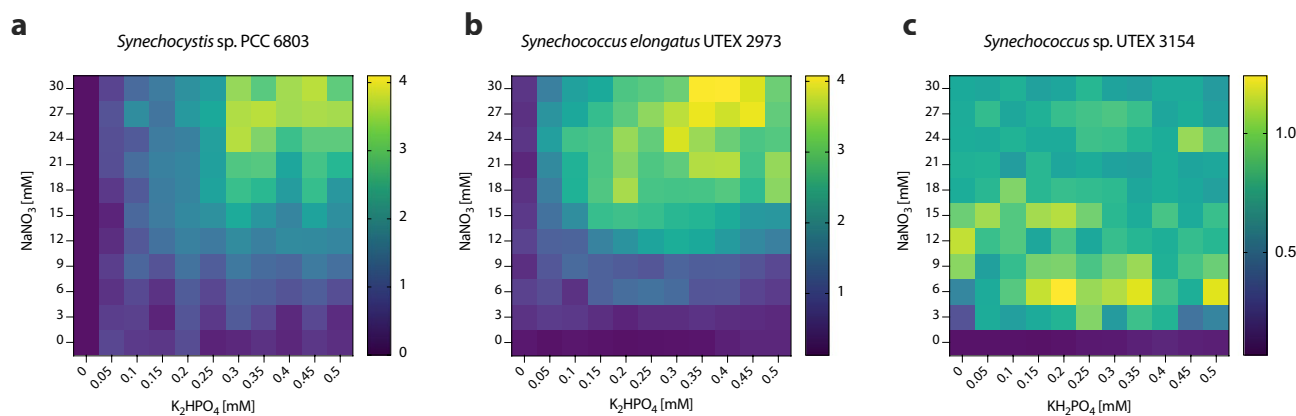 a
Synechocystis sp. PCC 6803
30
27
24
21
18
15
12
9
6
3
0
NaNO₃ [mM]
0 0.05 0.1 0.15 0.2 0.25 0.3 0.35 0.4 0.45 0.5
K₂HPO₄ [mM]
4
3
2
1
0
b
Synechococcus elongatus UTEX 2973
30
27
24
21
18
15
12
9
6
3
0
NaNO₃ [mM]
0 0.05 0.1 0.15 0.2 0.25 0.3 0.35 0.4 0.45 0.5
K₂HPO₄ [mM]
4
3
2
1
c
Synechococcus sp. UTEX 3154
30
27
24
21
18
15
12
9
6
3
0
NaNO₃ [mM]
0 0.05 0.1 0.15 0.2 0.25 0.3 0.35 0.4 0.45 0.5
KH₂PO₄ [mM]
1.0
0.5